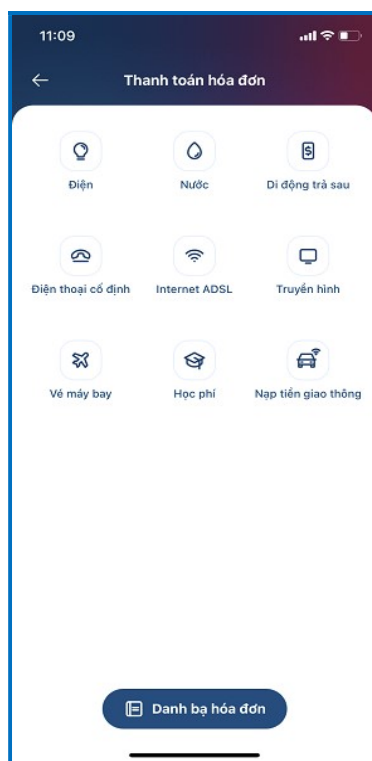 11:09
Thanh toán hóa đơn
Điện
Nước
Di động trả sau
Điện thoại cố định
Internet ADSL
Truyền hình
Vé máy bay
Học phí
Nạp tiền giao thông
Danh bạ hóa đơn